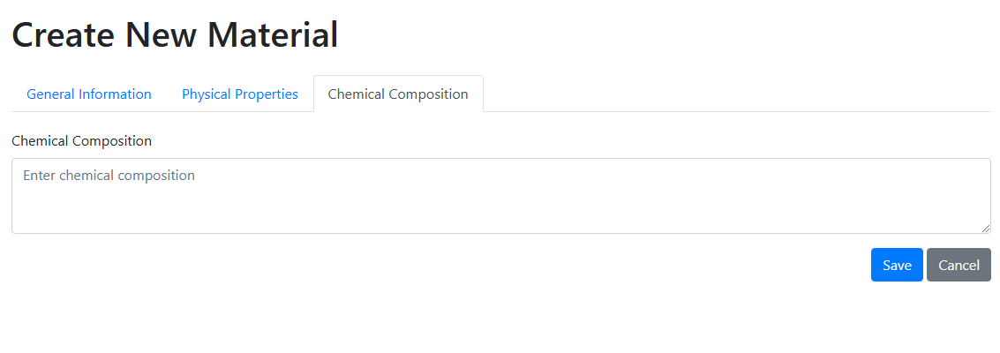 Create New Material
General Information Physical Properties Chemical Composition
Chemical Composition
Enter chemical composition
Save Cancel